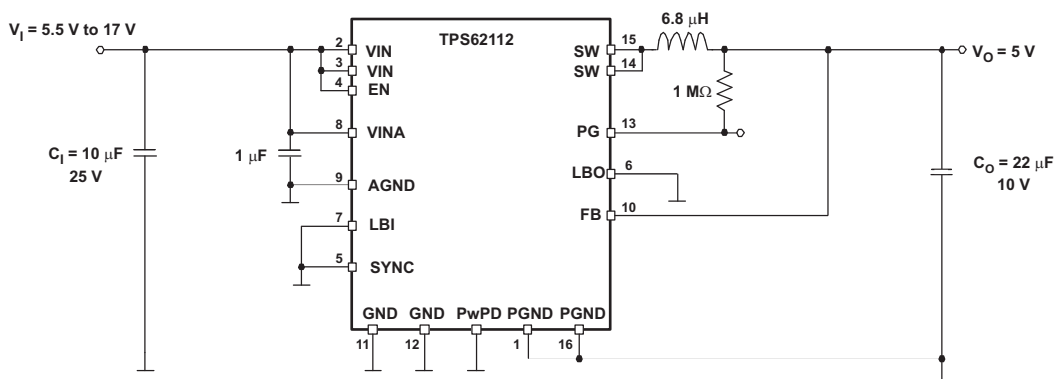 V_I = 5.5 V to 17 V
TPS62112
6.8 μH
V_O = 5 V
2 VIN
3 VIN
4 EN
8 VINA
9 AGND
7 LBI
5 SYNC
SW 15
SW 14
1 MΩ
PG 13
LBO 6
FB 10
C_I = 10 μF
25 V
1 μF
C_O = 22 μF
10 V
GND GND PwPD PGND PGND
11 12 1 16